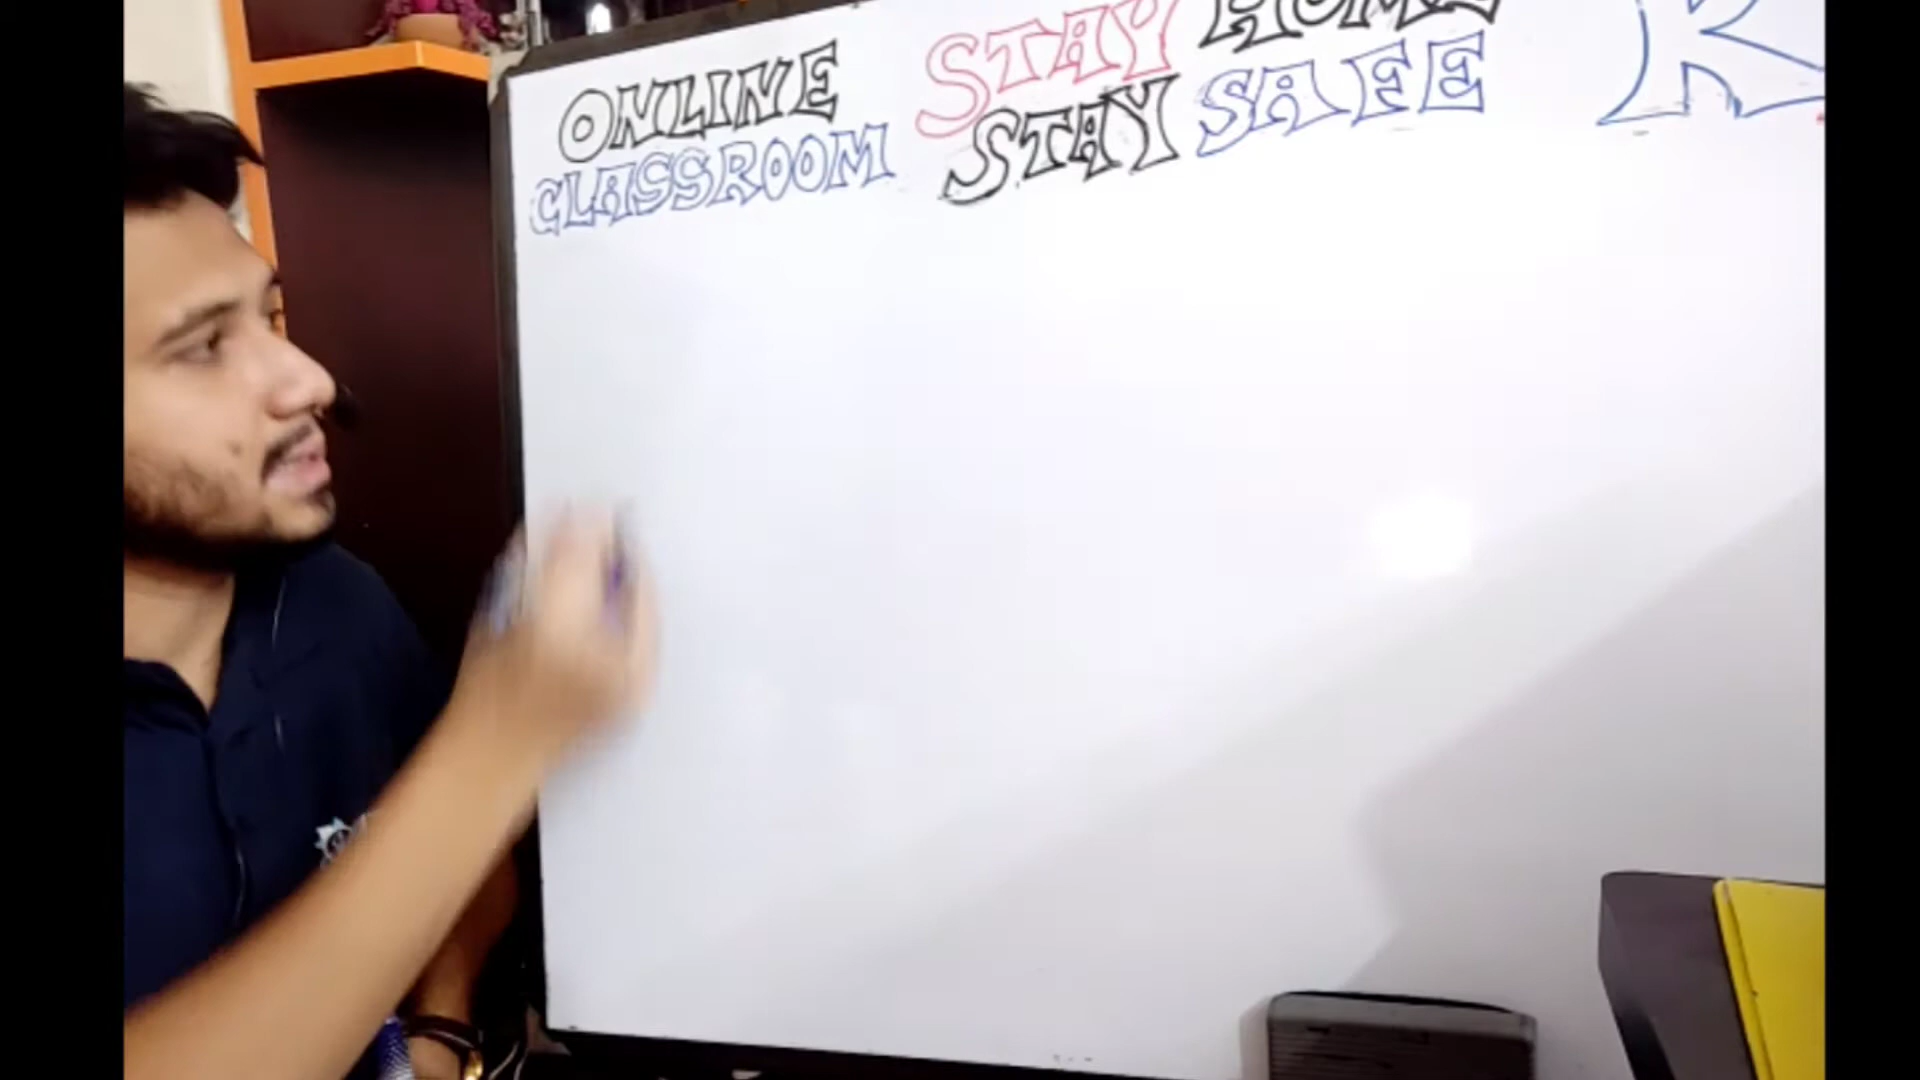 ONLINE
CLASSROOM
STAY HOME
STAY SAFE
R